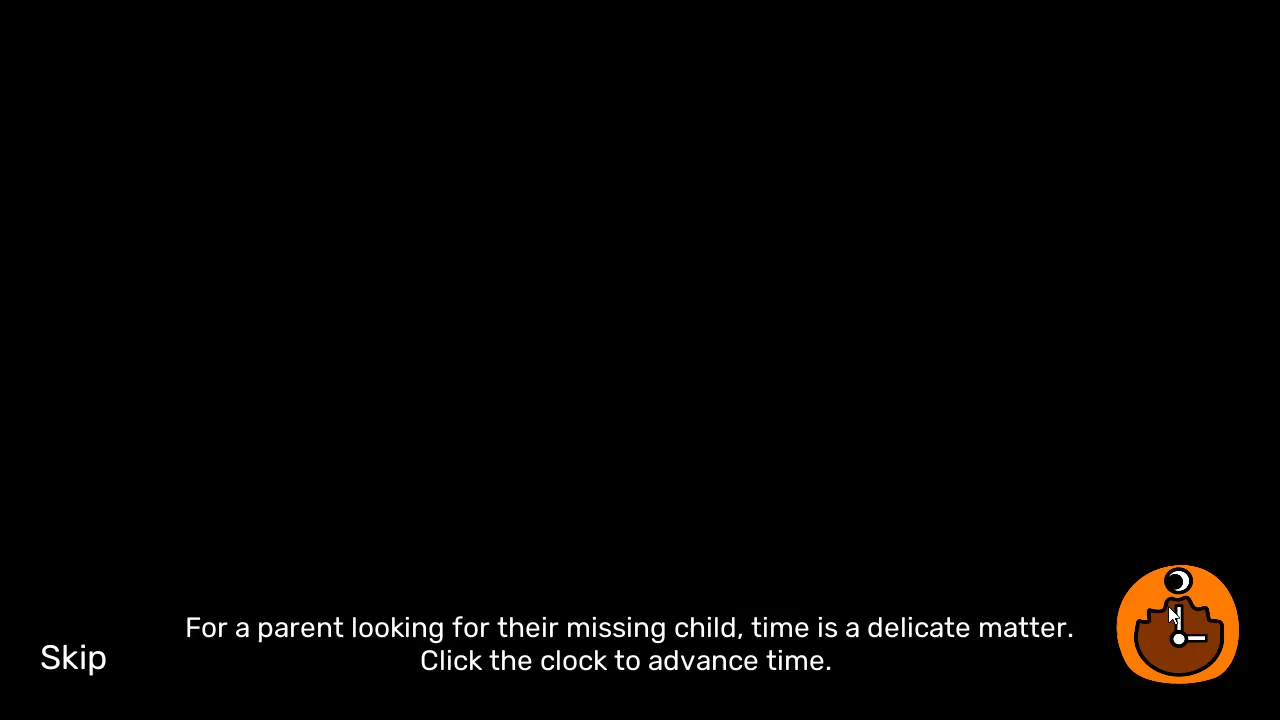 For a parent looking for their missing child, time is a delicate matter.
Click the clock to advance time.
Skip